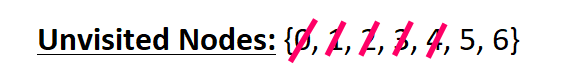 Unvisited Nodes: {0, 1, 2, 3, 4, 5, 6}